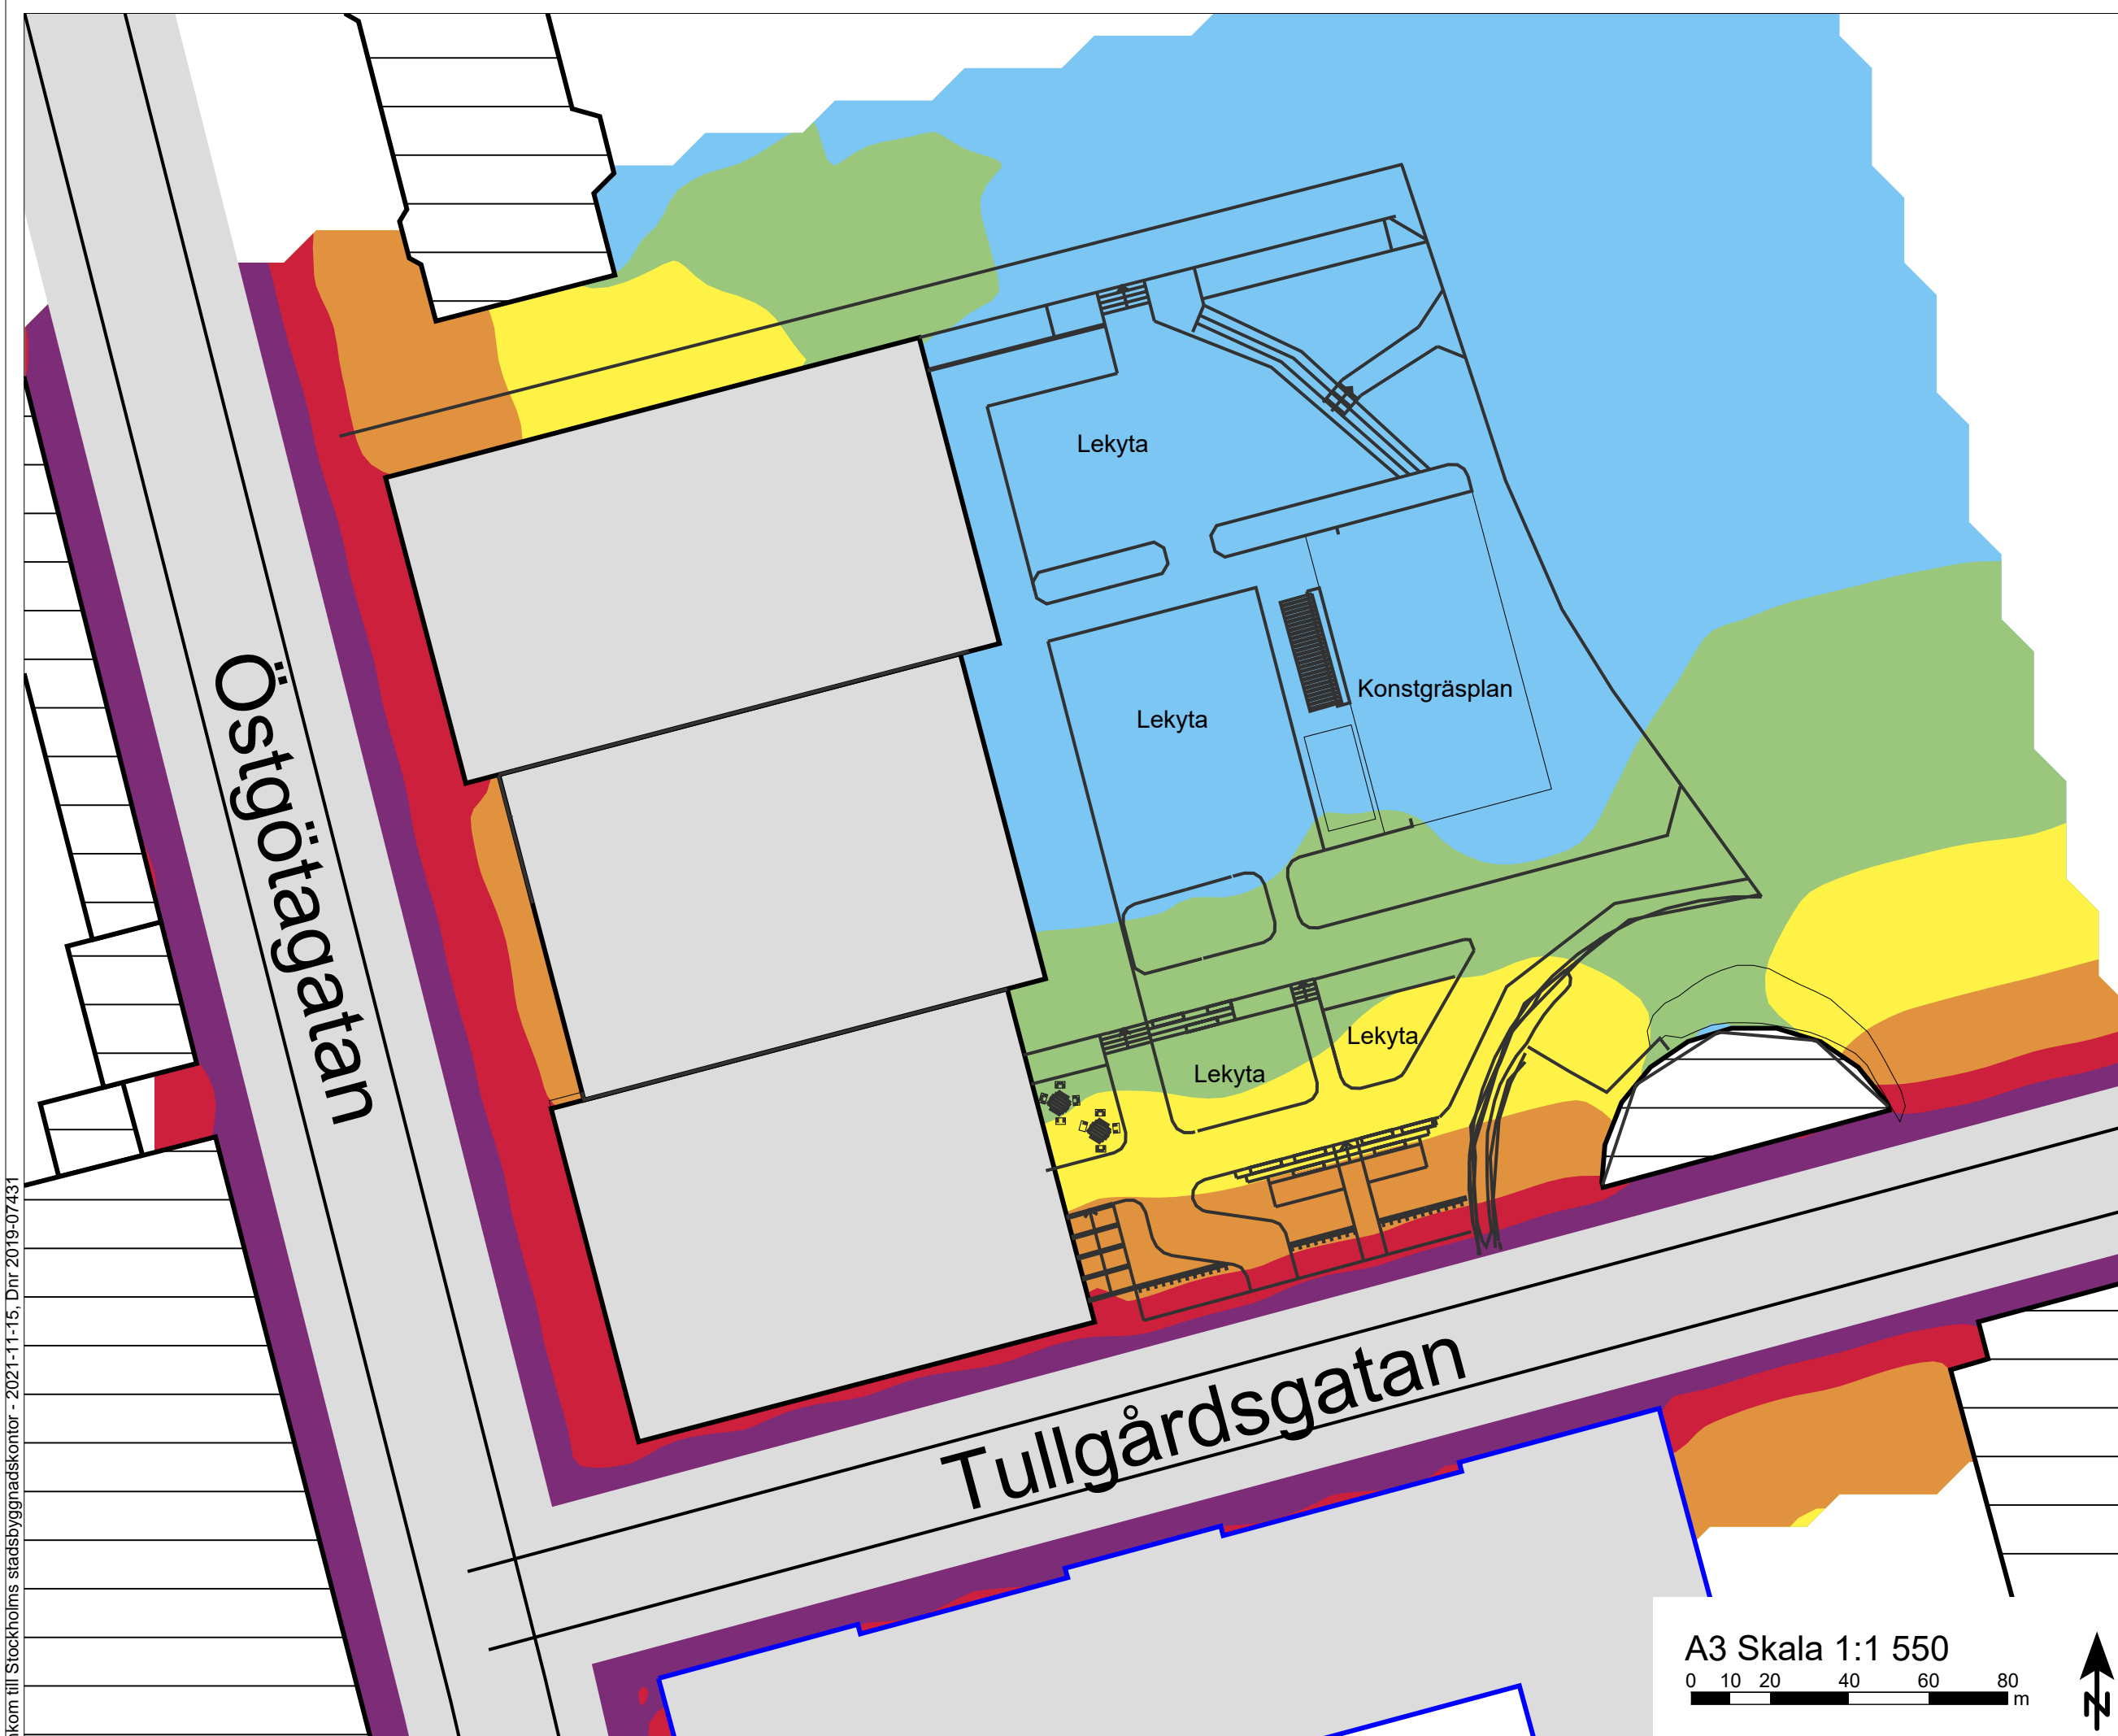 Lekyta
Konstgräsplan
Lekyta
Lekyta
Lekyta
Östgötagatan
Tullgårdsgatan
till Stockholms stadsbyggnadskontor - 2021-11-15, Dnr 2019-07431
A3 Skala 1:1 550
0 10 20 40 60 80
m
N